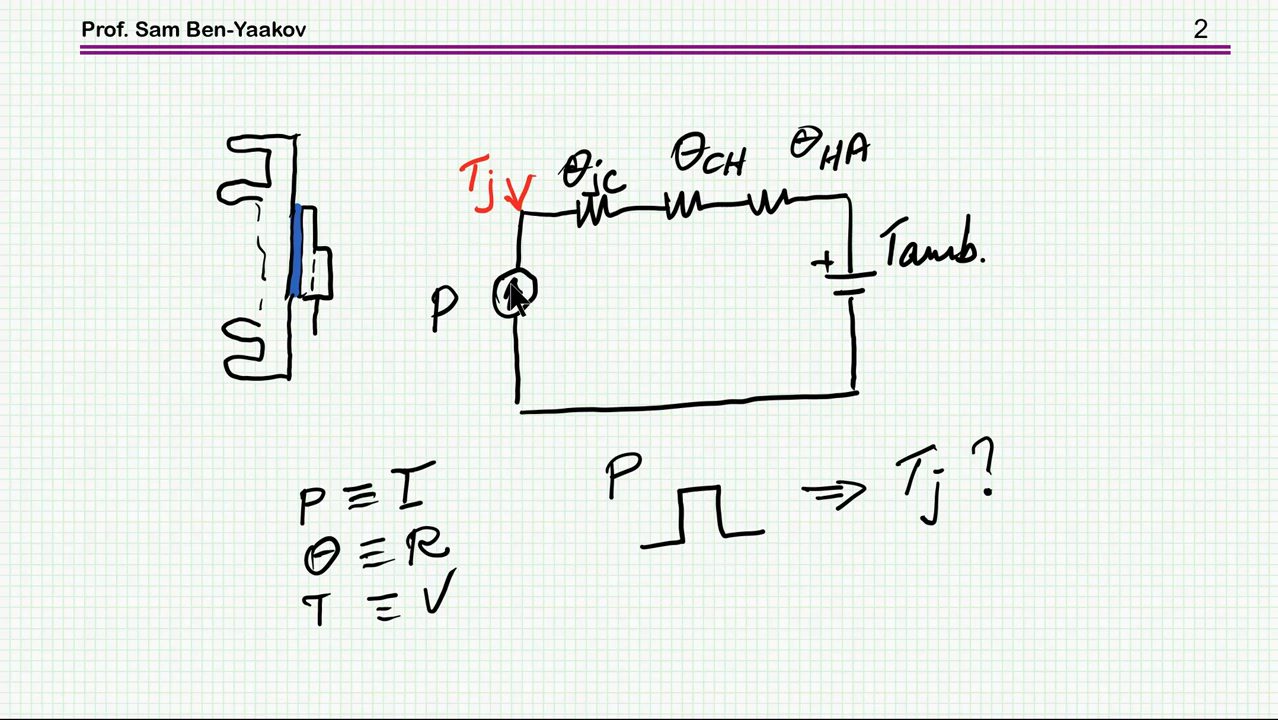 Prof. Sam Ben-Yaakov
2
Tj
θjC
θCH
θHA
+
Tamb.
P
P ≡ I
θ ≡ R
T ≡ V
P ⇒ Tj ?